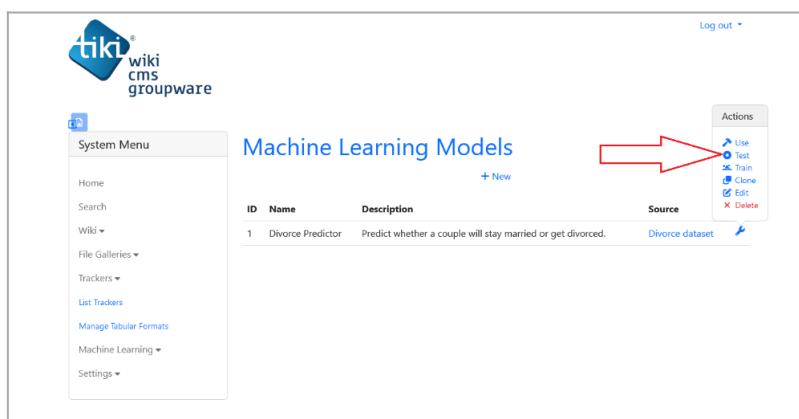 Log out
tiki®
wiki
cms
groupware
Actions
Use
Test
Train
Clone
Edit
Delete
System Menu
Home
Search
Wiki
File Galleries
Trackers
List Trackers
Manage Tabular Formats
Machine Learning
Settings
Machine Learning Models
+ New
ID Name Description Source
1 Divorce Predictor Predict whether a couple will stay married or get divorced. Divorce dataset